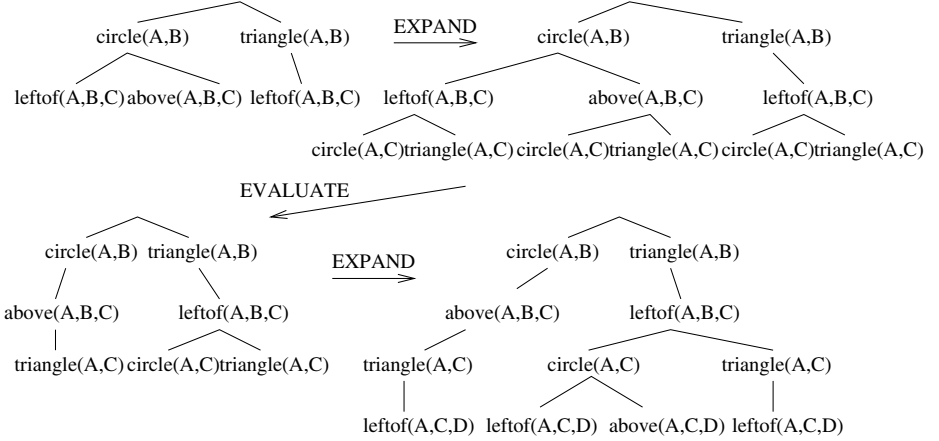 circle(A,B) triangle(A,B) EXPAND circle(A,B) triangle(A,B)
leftof(A,B,C) above(A,B,C) leftof(A,B,C) leftof(A,B,C) above(A,B,C) leftof(A,B,C)
circle(A,C) triangle(A,C) circle(A,C) triangle(A,C) circle(A,C) triangle(A,C)
EVALUATE
circle(A,B) triangle(A,B) EXPAND circle(A,B) triangle(A,B)
above(A,B,C) leftof(A,B,C) above(A,B,C) leftof(A,B,C)
triangle(A,C) circle(A,C) triangle(A,C) triangle(A,C) circle(A,C) triangle(A,C)
leftof(A,C,D) leftof(A,C,D) above(A,C,D) leftof(A,C,D)